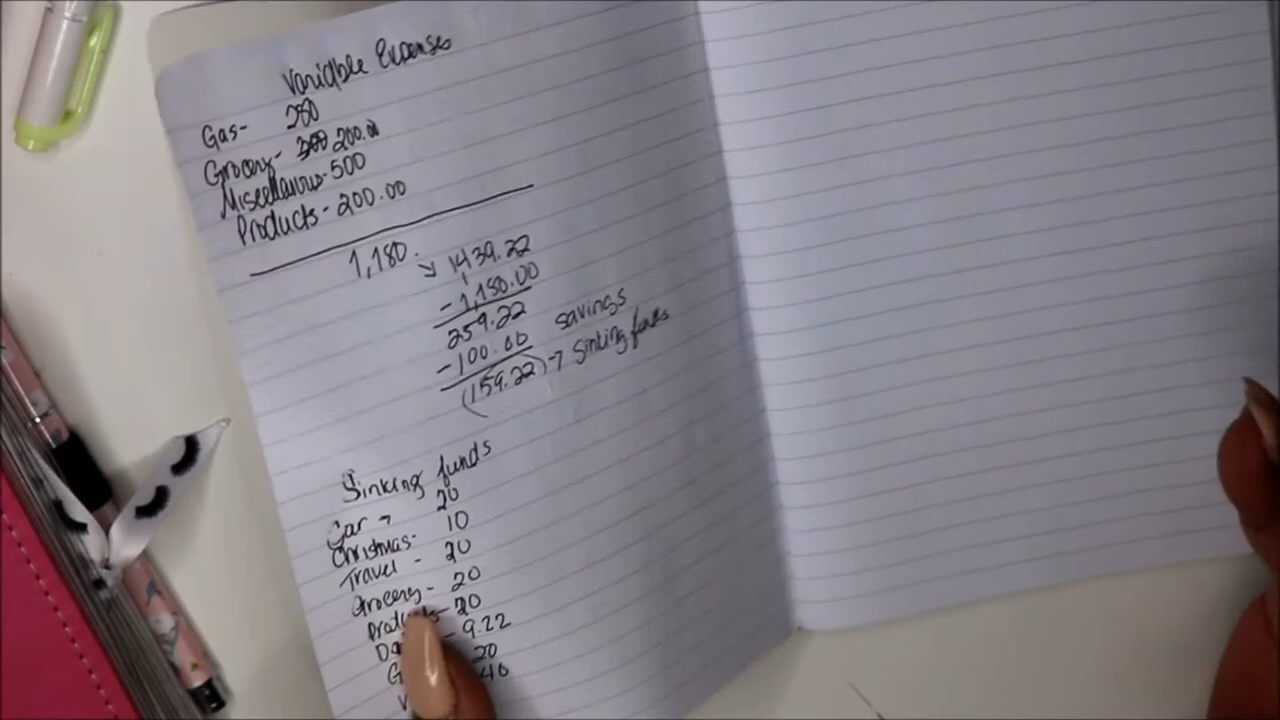 Variable Expenses
Gas- 280
Grocery- 300 200.00
Miscellaneous-500
Products-200.00
1,180.
1439.22
-1,180.00
259.22
-100.00 savings
(159.22)→ Sinking funds
Sinking funds
Car - 20
Christmas- 10
Travel - 20
Grocery- 20
Products- 20
- 9.22
20
40